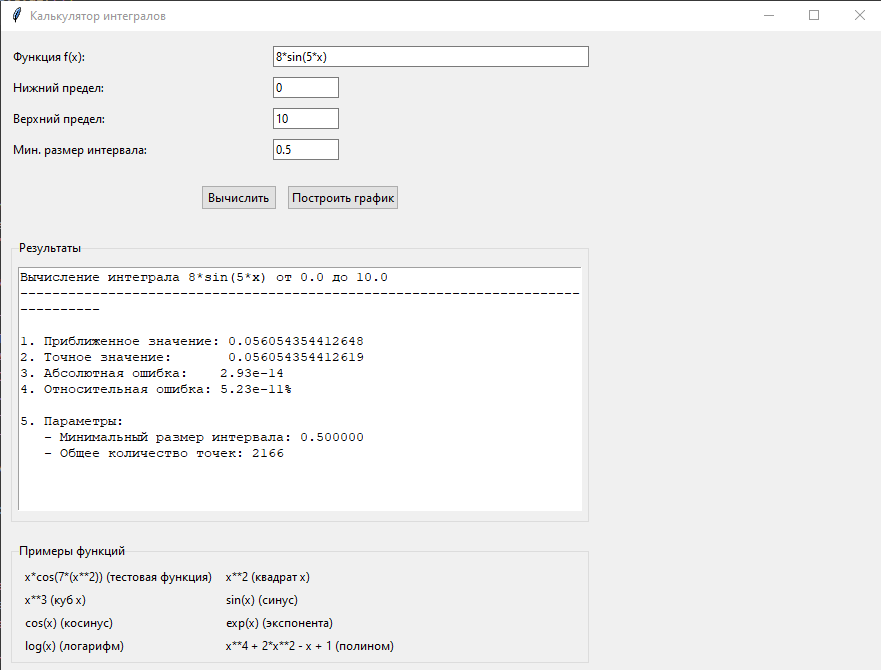 Калькулятор интегралов
Функция f(x): 8*sin(5*x)
Нижний предел: 0
Верхний предел: 10
Мин. размер интервала: 0.5
Вычислить Построить график
Результаты
Вычисление интеграла 8*sin(5*x) от 0.0 до 10.0
----------------------------------------------------------------------
----------
1. Приближенное значение: 0.056054354412648
2. Точное значение: 0.056054354412619
3. Абсолютная ошибка: 2.93e-14
4. Относительная ошибка: 5.23e-11%
5. Параметры:
- Минимальный размер интервала: 0.500000
- Общее количество точек: 2166
Примеры функций
x*cos(7*(x**2)) (тестовая функция) x**2 (квадрат x)
x**3 (куб x) sin(x) (синус)
cos(x) (косинус) exp(x) (экспонента)
log(x) (логарифм) x**4 + 2*x**2 - x + 1 (полином)